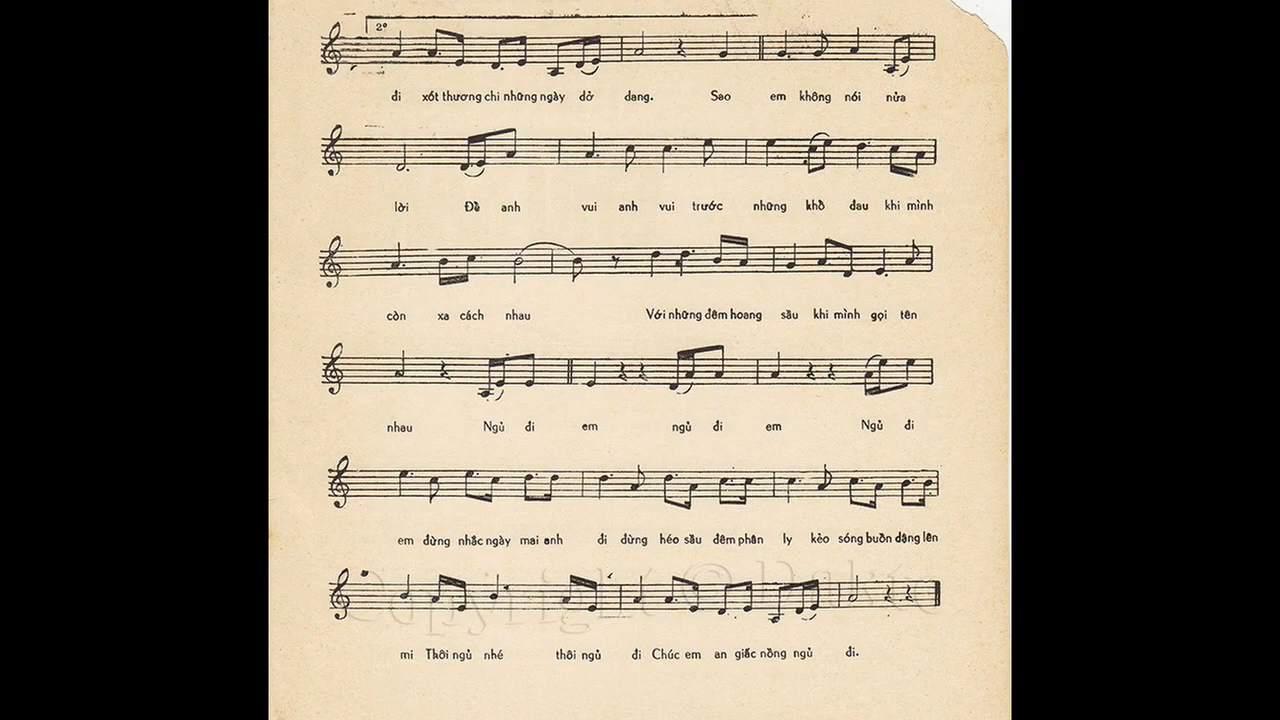 2º
đi xót thương chi những ngày dở dang. Sao em không nói nửa
lời Để anh vui anh vui trước những khổ đau khi mình
còn xa cách nhau Với những đêm hoang sầu khi mình gọi tên
nhau Ngủ đi em ngủ đi em Ngủ đi
em đừng nhắc ngày mai anh đi đừng héo sầu đêm phân ly kẻo sóng buồn dâng lên
mi Thôi ngủ nhé thôi ngủ đi Chúc em an giấc nồng ngủ đi.